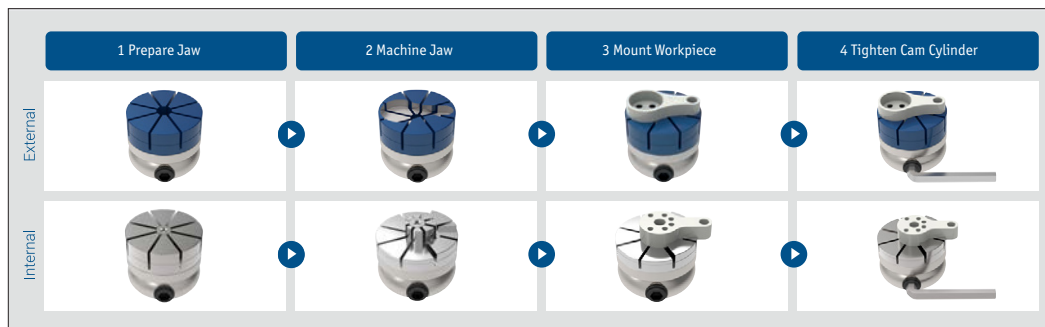 1 Prepare Jaw
2 Machine Jaw
3 Mount Workpiece
4 Tighten Cam Cylinder
External
Internal